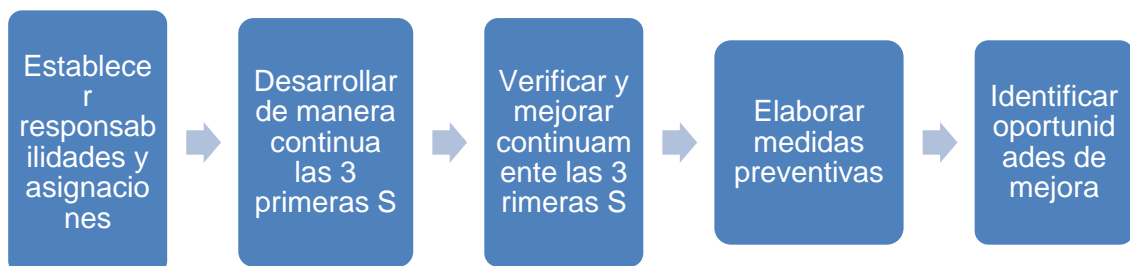 Establece
r
responsab
ilidades y
asignacio
nes
Desarrollar
de manera
continua
las 3
primeras S
Verificar y
mejorar
continuam
ente las 3
rimeras S
Elaborar
medidas
preventivas
Identificar
oportunid
ades de
mejora